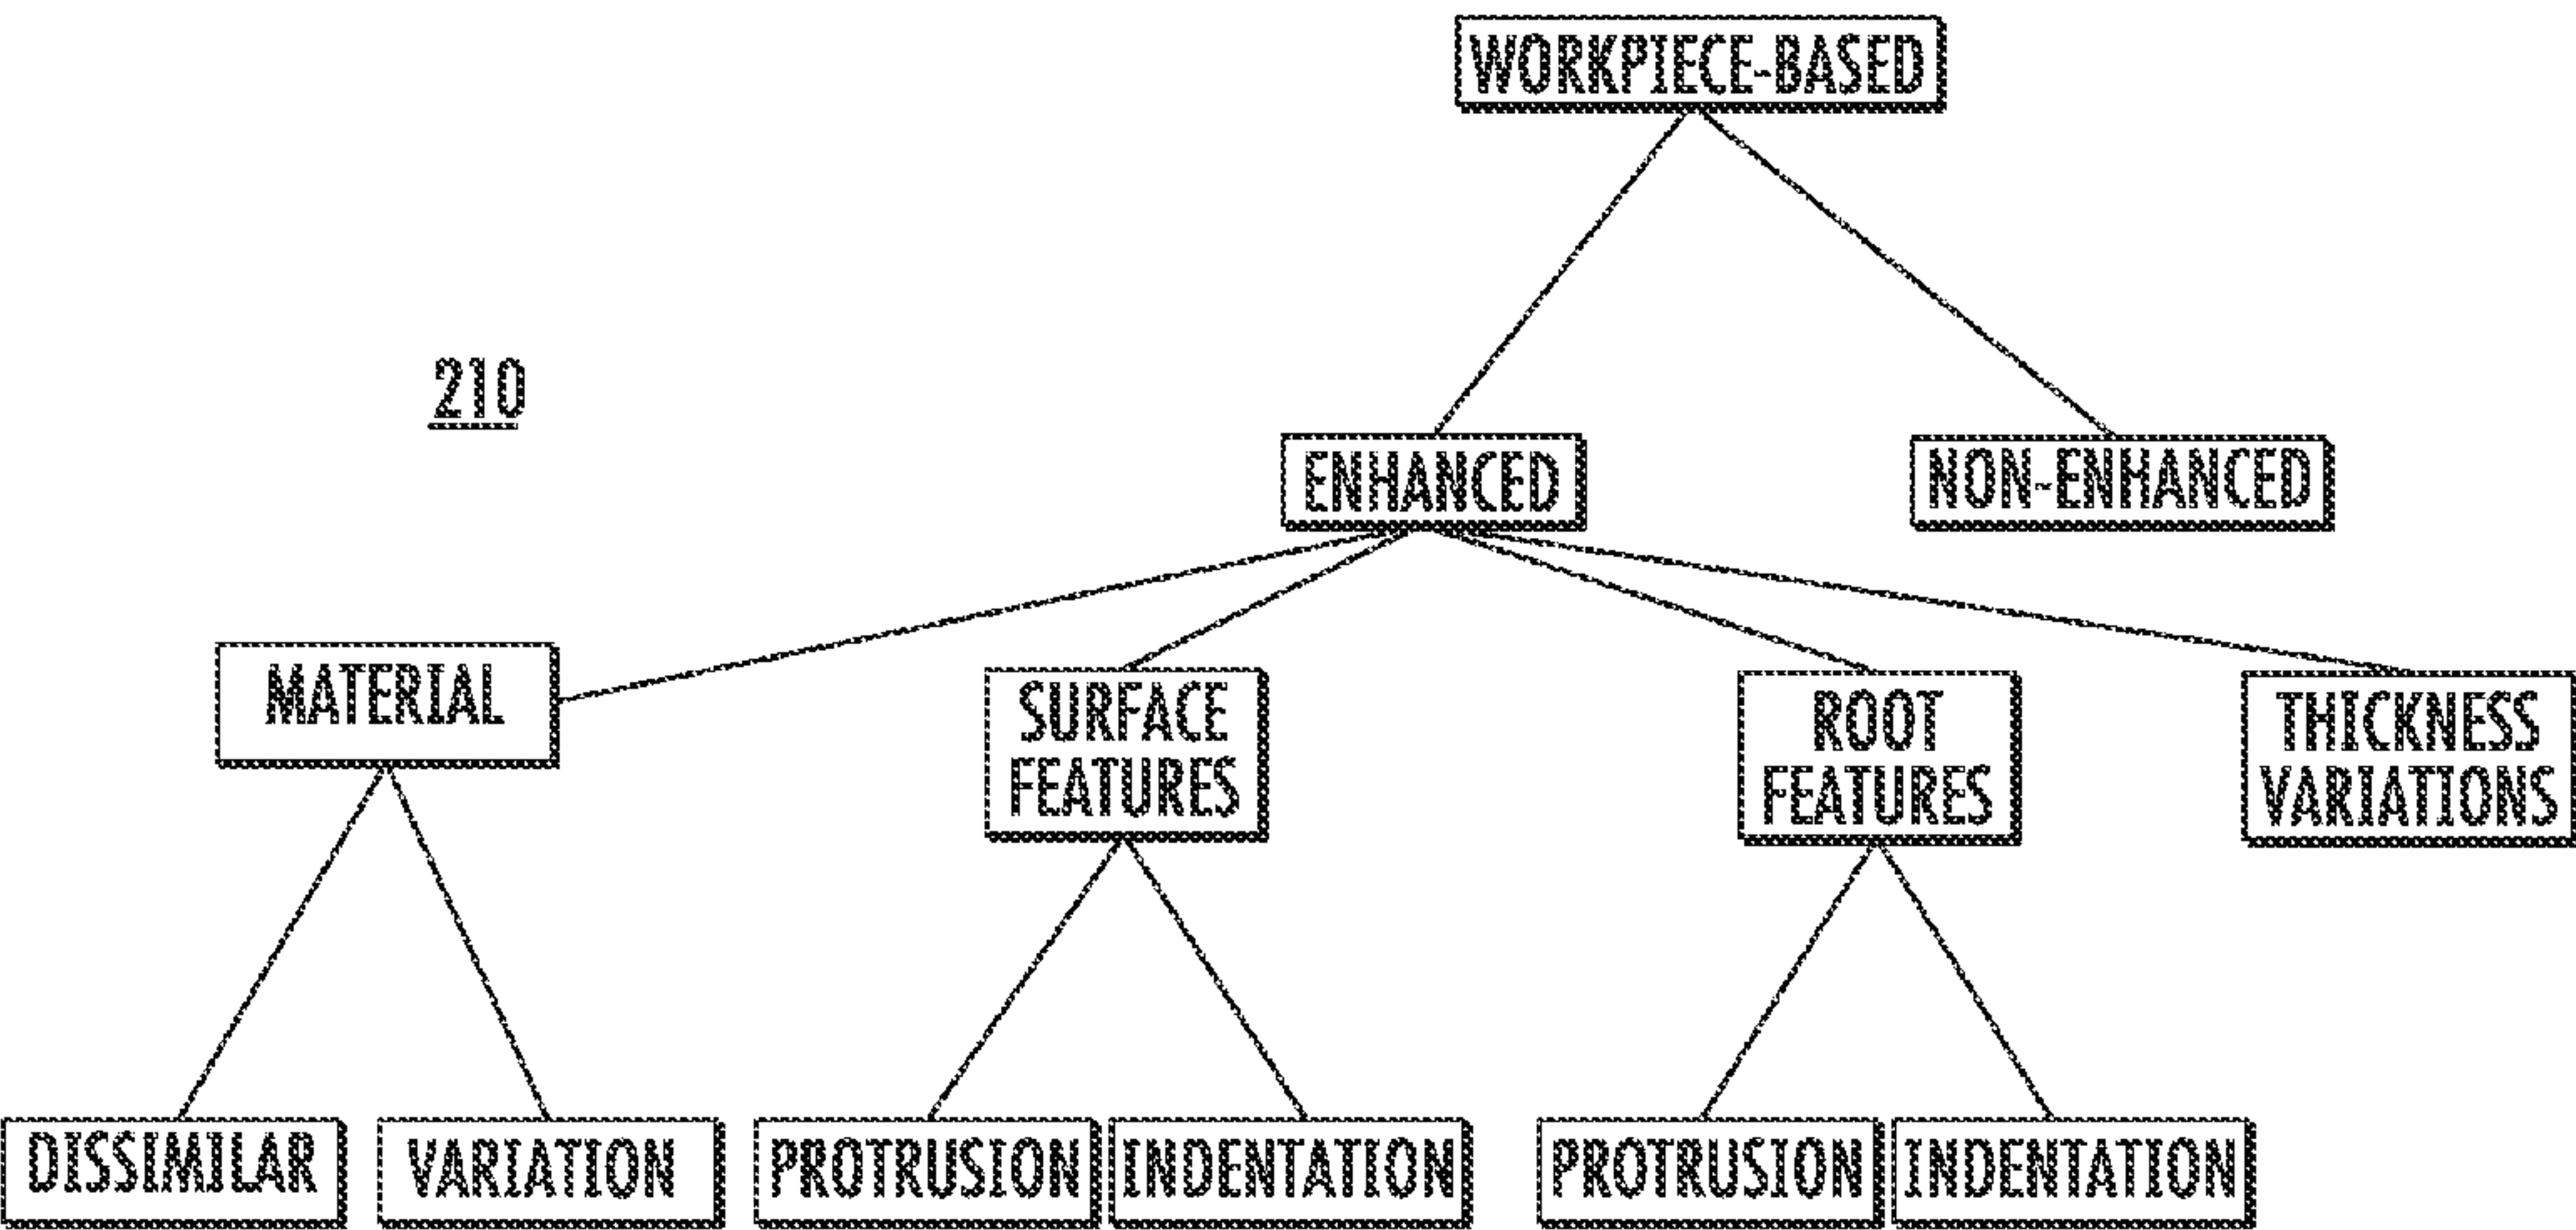 WORKPIECE-BASED
210
ENHANCED
NON-ENHANCED
MATERIAL
SURFACE
FEATURES
ROOT
FEATURES
THICKNESS
VARIATIONS
DISSIMILAR
VARIATION
PROTRUSION
INDENTATION
PROTRUSION
INDENTATION